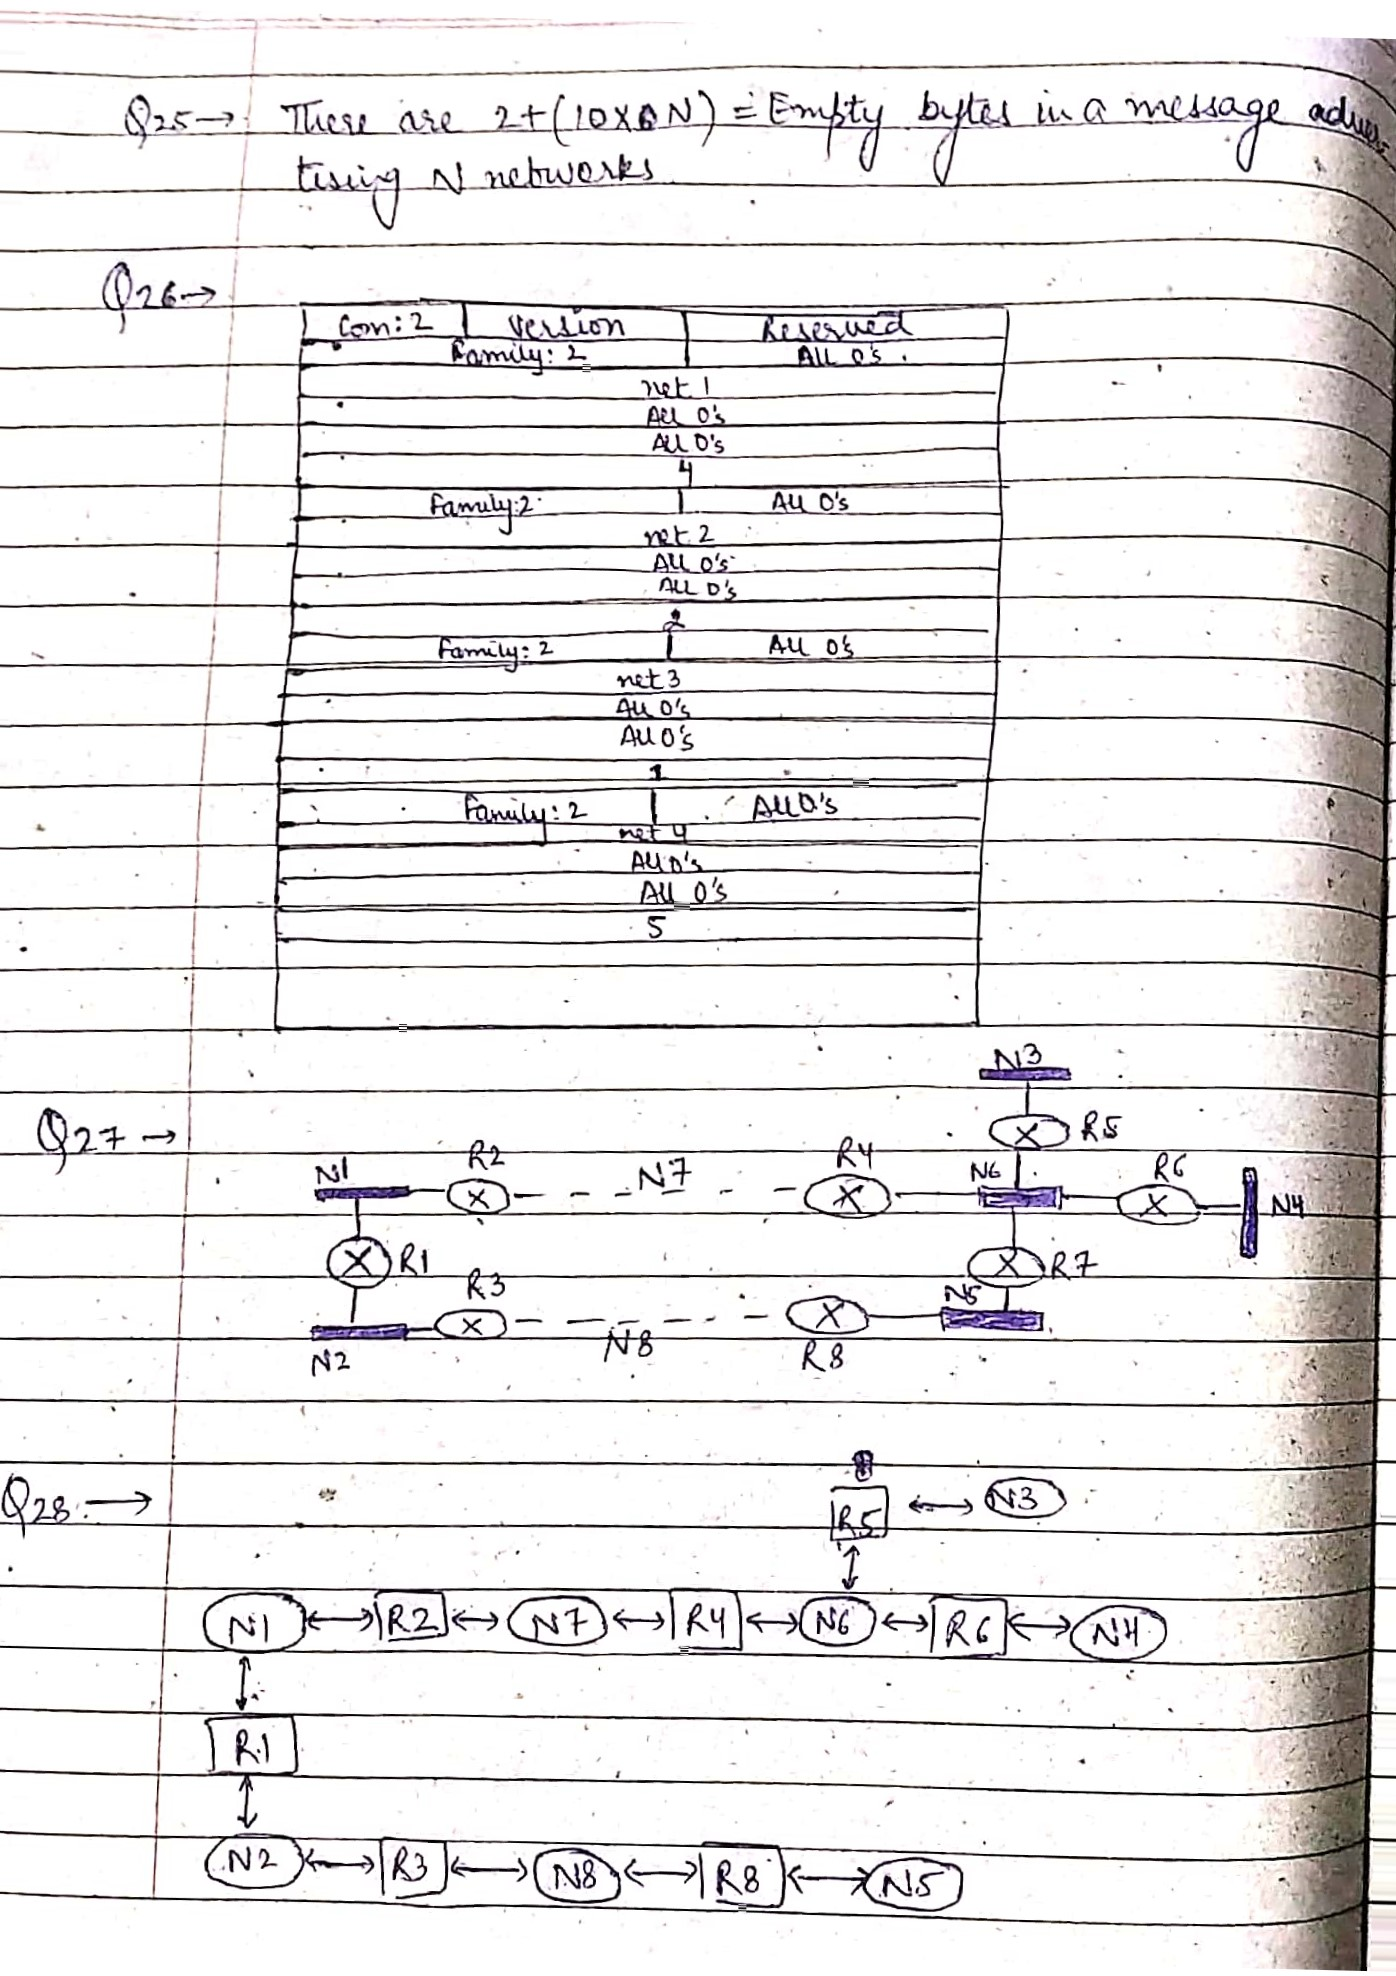 Q25→ There are 2+(10×N) = Empty bytes in a message adver-
tising N networks
Q26→
Com: 2 Version Reserved
Family: 2 All 0's
net 1
All 0's
All 0's
4
Family: 2 All 0's
net 2
All 0's
All 0's
2
Family: 2 All 0's
net 3
All 0's
All 0's
1
Family: 2 All 0's
net 4
All 0's
All 0's
5
Q27→
N3
R5
N1 R2 N7 R4 N6 R6 N4
R1 R3 R7
N5
N2 N8 R8
Q28→
R5 N3
N1 R2 N7 R4 N6 R6 N4
R1
N2 R3 N8 R8 N5